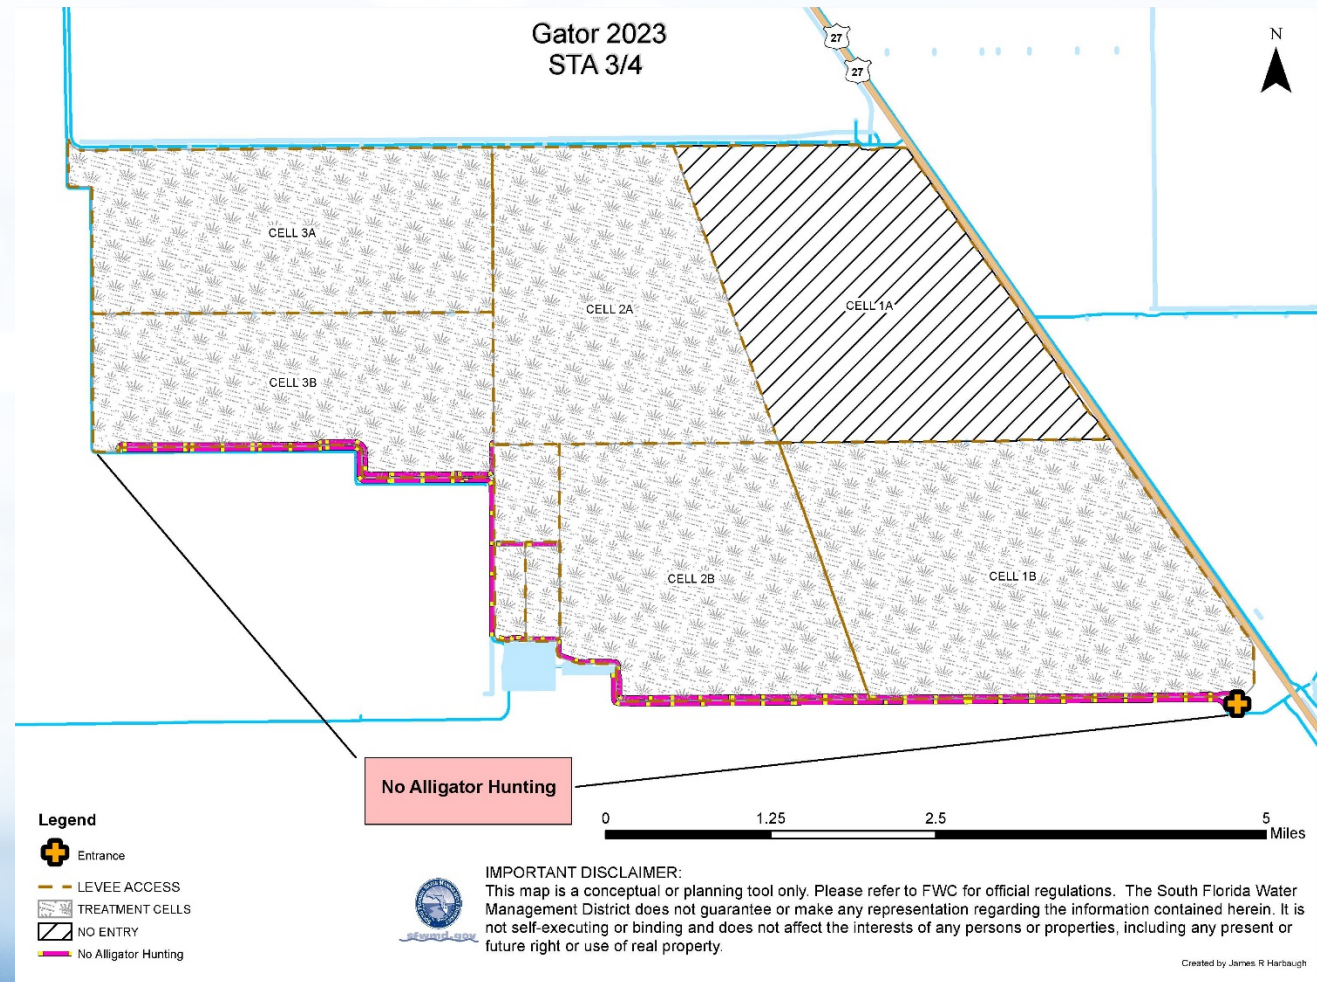 Gator 2023
STA 3/4
27
27
N
CELL 3A
CELL 2A
CELL 1A
CELL 3B
CELL 2B
CELL 1B
No Alligator Hunting
0 1.25 2.5 5
Miles
Legend
Entrance
LEVEE ACCESS
TREATMENT CELLS
NO ENTRY
No Alligator Hunting
sfwmd.gov
IMPORTANT DISCLAIMER:
This map is a conceptual or planning tool only. Please refer to FWC for official regulations. The South Florida Water
Management District does not guarantee or make any representation regarding the information contained herein. It is
not self-executing or binding and does not affect the interests of any persons or properties, including any present or
future right or use of real property.
Created by James R Harbaugh